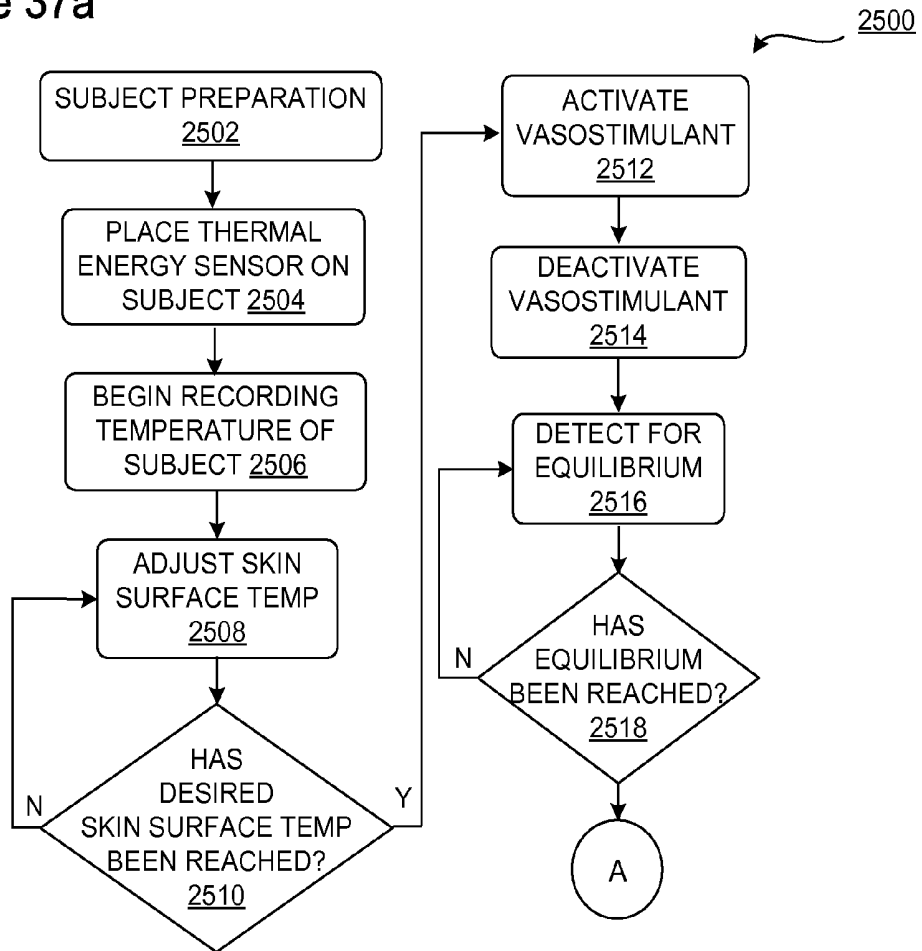 37a
2500
SUBJECT PREPARATION
2502
PLACE THERMAL
ENERGY SENSOR ON
SUBJECT 2504
BEGIN RECORDING
TEMPERATURE OF
SUBJECT 2506
ADJUST SKIN
SURFACE TEMP
2508
HAS
DESIRED
SKIN SURFACE TEMP
BEEN REACHED?
2510
N
Y
ACTIVATE
VASOSTIMULANT
2512
DEACTIVATE
VASOSTIMULANT
2514
DETECT FOR
EQUILIBRIUM
2516
HAS
EQUILIBRIUM
BEEN REACHED?
2518
N
A